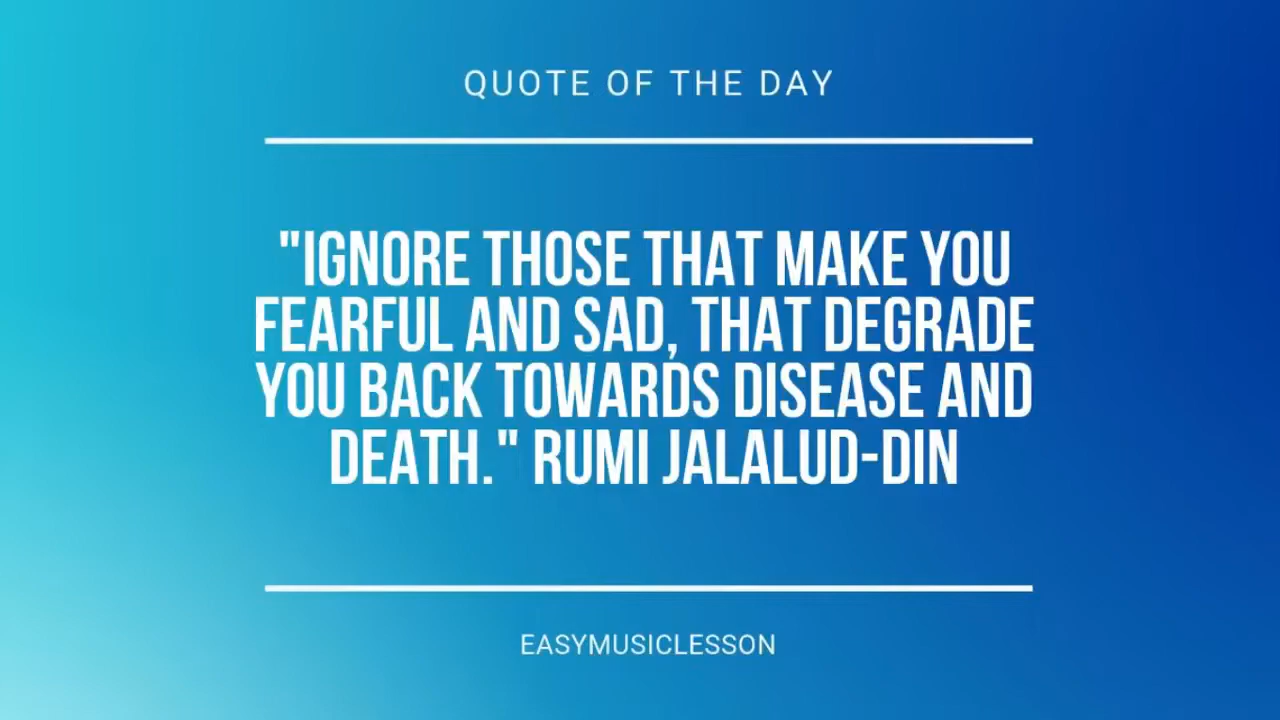 QUOTE OF THE DAY
"IGNORE THOSE THAT MAKE YOU
FEARFUL AND SAD, THAT DEGRADE
YOU BACK TOWARDS DISEASE AND
DEATH." RUMI JALALUD-DIN
EASYMUSICLESSON